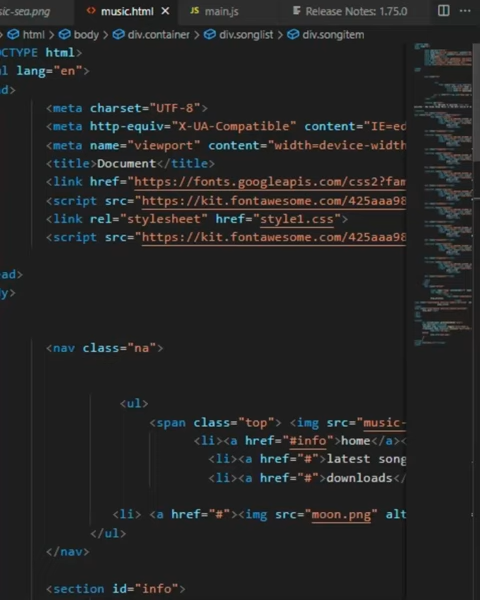 sic-sea.png music.html main.js Release Notes: 1.75.0
html > body > div.container > div.songlist > div.songitem
OCTYPE html>
l lang="en">
d>
<meta charset="UTF-8">
<meta http-equiv="X-UA-Compatible" content="IE=ed
<meta name="viewport" content="width=device-width
<title>Document</title>
<link href="https://fonts.googleapis.com/css2?fam
<script src="https://kit.fontawesome.com/425aaa98
<link rel="stylesheet" href="style1.css">
<script src="https://kit.fontawesome.com/425aaa98
ead>
y>
<nav class="na">
<ul>
<span class="top"> <img src="music-
<li><a href="#info">home</a><
<li><a href="#">latest song
<li><a href="#">downloads</
<li> <a href="#"><img src="moon.png" alt
</ul>
</nav>
<section id="info">